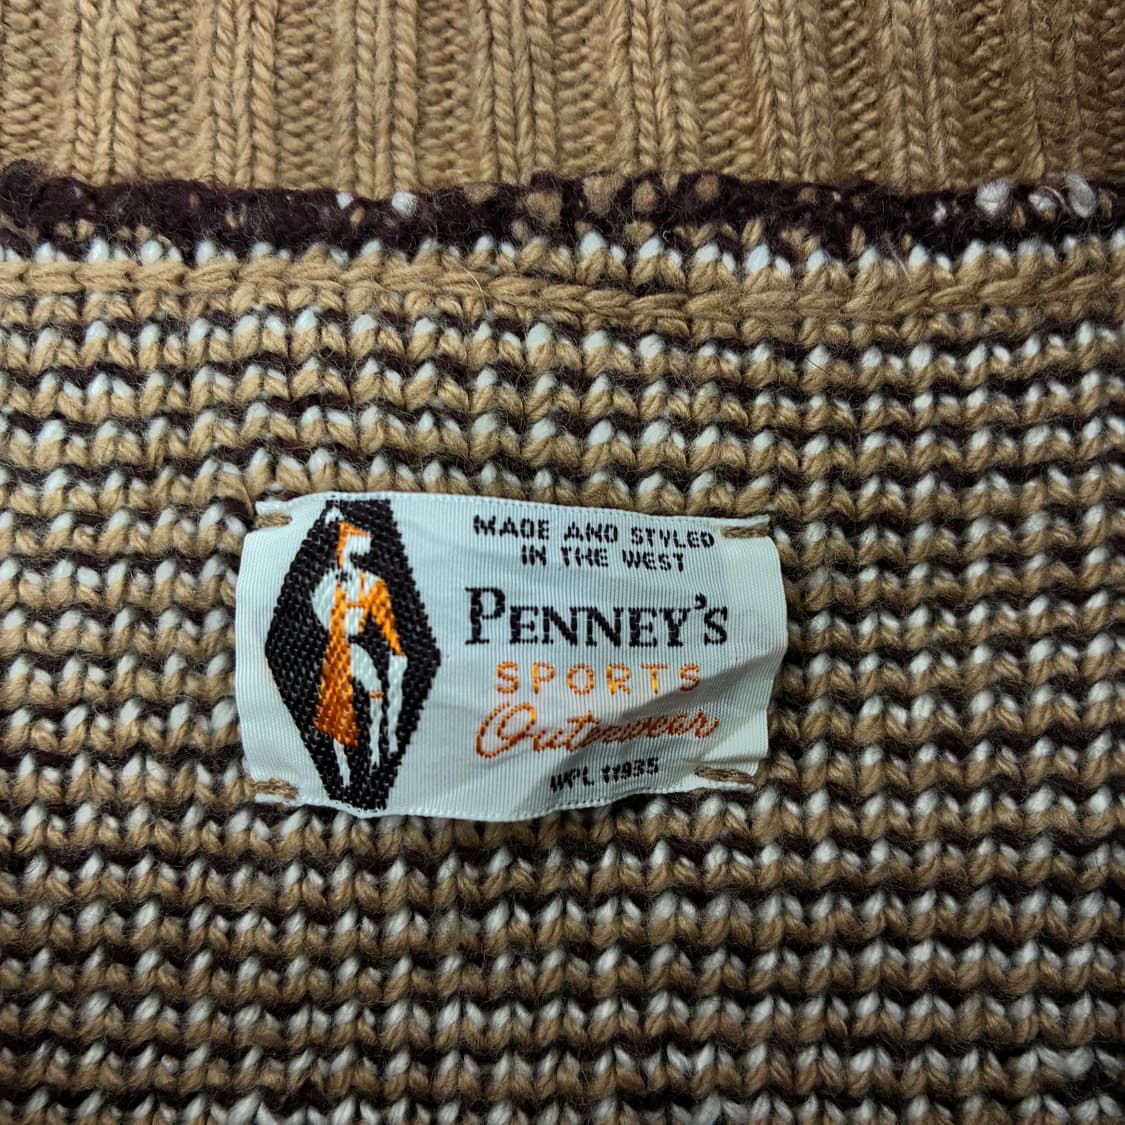 MADE AND STYLED
IN THE WEST
PENNEY'S
SPORTS
Outerwear
WPL 11935